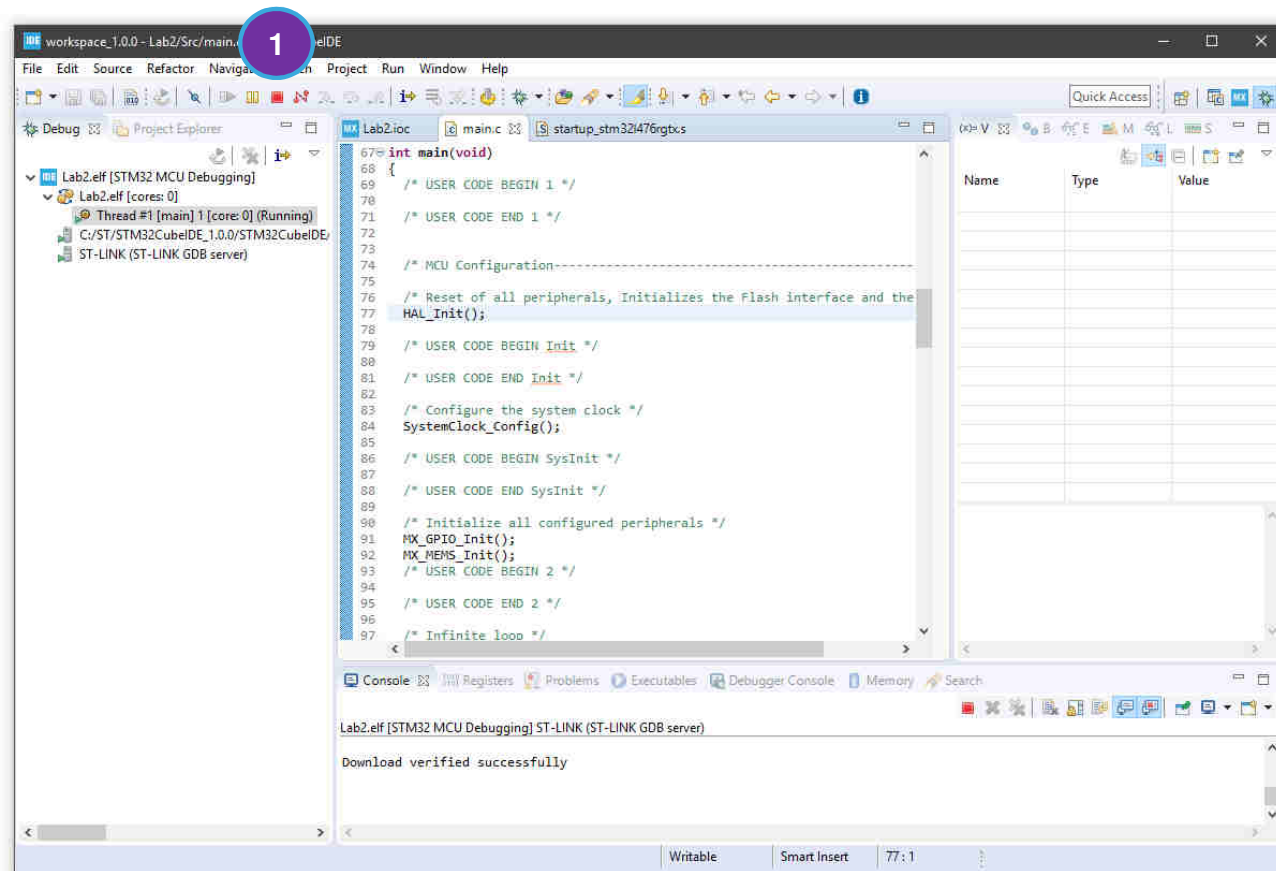 IDE workspace_1.0.0 - Lab2/Src/main. 1 elDE
File Edit Source Refactor Project Run Window Help
Quick Access
MX
Debug Project Explorer
Lab2.elf [STM32 MCU Debugging]
Lab2.elf [cores: 0]
Thread #1 [main] 1 [core: 0] (Running)
C:/ST/STM32CubeIDE_1.0.0/STM32CubeIDE/
ST-LINK (ST-LINK GDB server)
MX Lab2.ioc main.c startup_stm32l476rgtx.s
67 int main(void)
68 {
69 /* USER CODE BEGIN 1 */
70
71 /* USER CODE END 1 */
72
73
74 /* MCU Configuration------------------------------------------------
75
76 /* Reset of all peripherals, Initializes the Flash interface and the
77 HAL_Init();
78
79 /* USER CODE BEGIN Init */
80
81 /* USER CODE END Init */
82
83 /* Configure the system clock */
84 SystemClock_Config();
85
86 /* USER CODE BEGIN SysInit */
87
88 /* USER CODE END SysInit */
89
90 /* Initialize all configured peripherals */
91 MX_GPIO_Init();
92 MX_MEMS_Init();
93 /* USER CODE BEGIN 2 */
94
95 /* USER CODE END 2 */
96
97 /* Infinite loop */
(x)= V B E M L S
Name Type Value
Console Registers Problems Executables Debugger Console Memory Search
Lab2.elf [STM32 MCU Debugging] ST-LINK (ST-LINK GDB server)
Download verified successfully
Writable Smart Insert 77 : 1